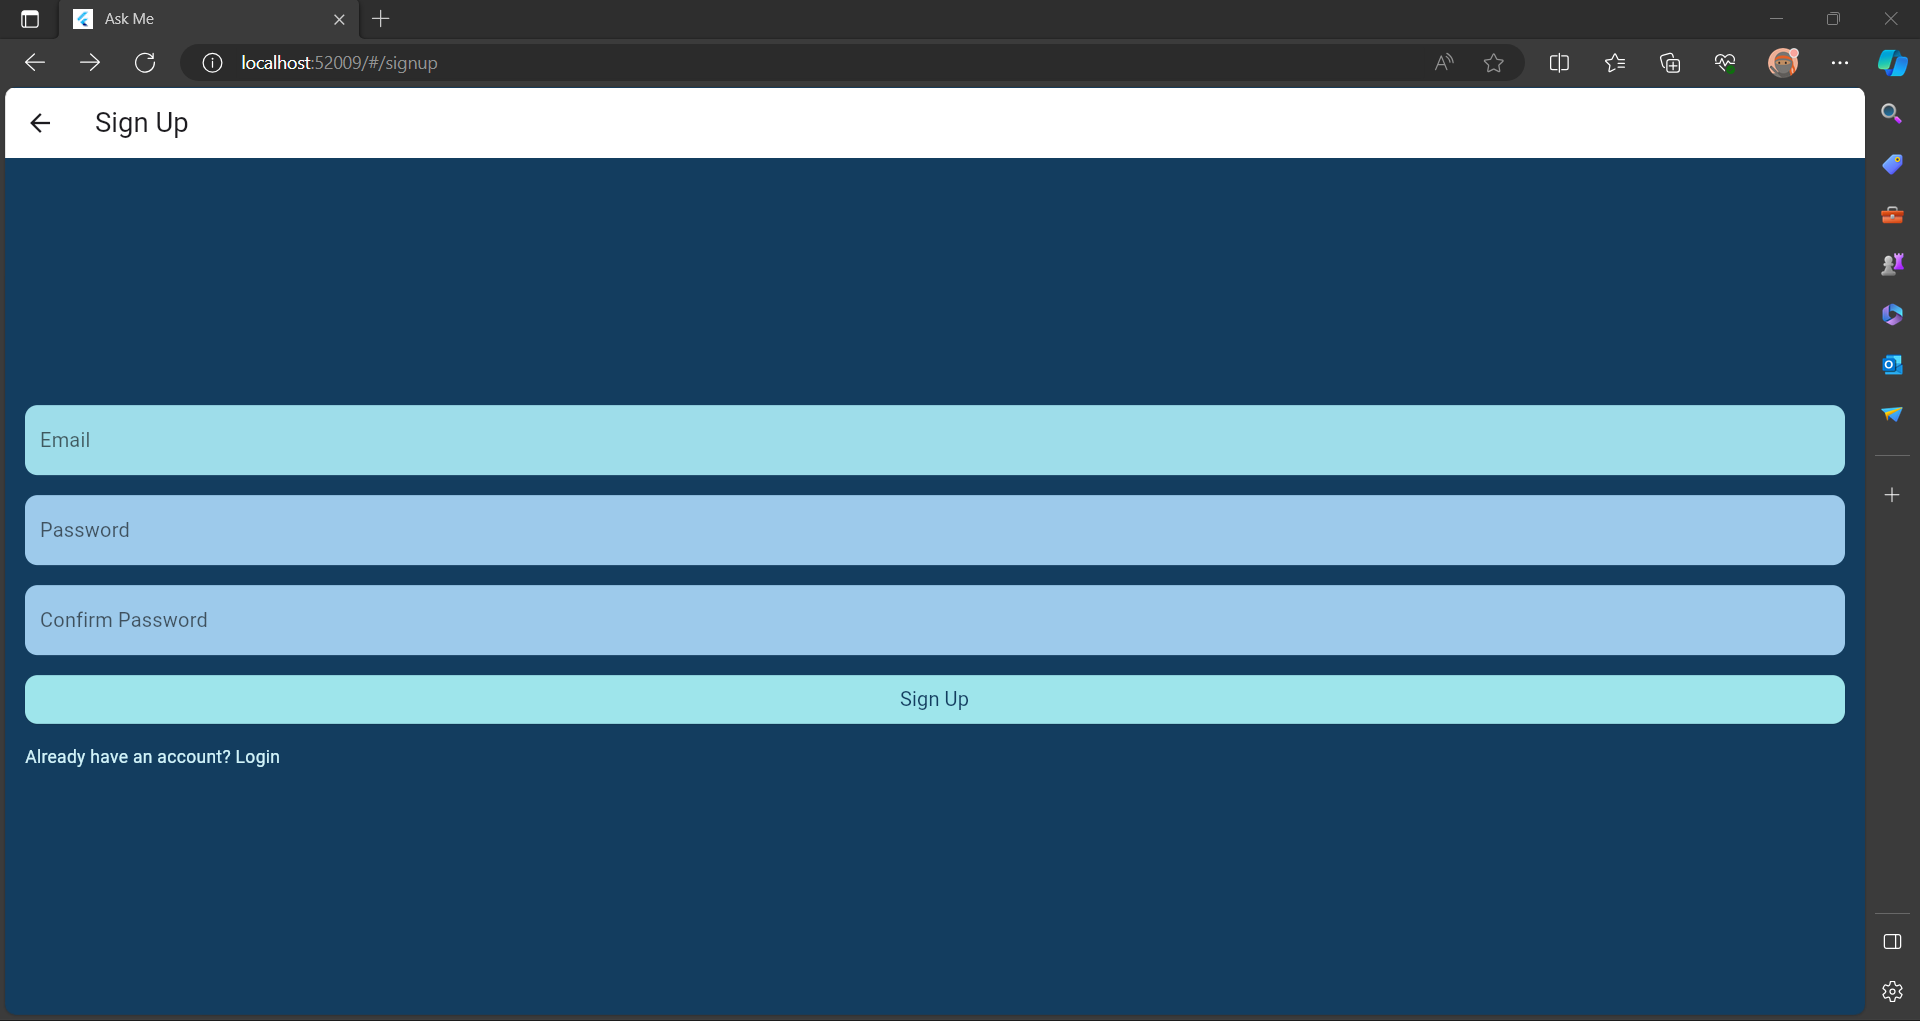 Ask Me
localhost:52009/#/signup
Sign Up
Email
Password
Confirm Password
Sign Up
Already have an account? Login